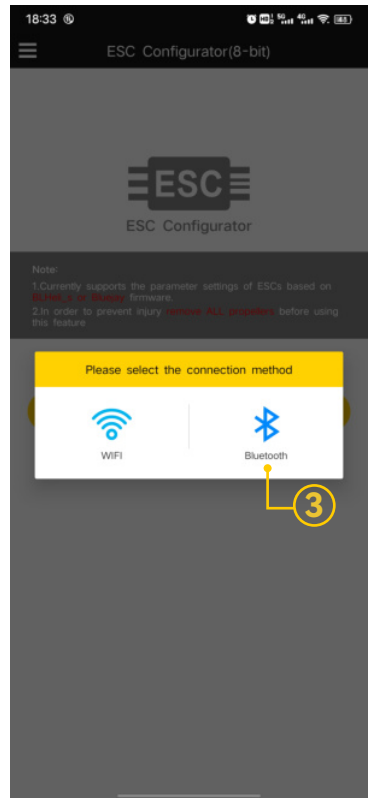 18:33
ESC Configurator(8-bit)
ESC
ESC Configurator
Note:
1.Currently supports the parameter settings of ESCs based on
BLHeli_S or Bluejay firmware.
2.In order to prevent injury remove ALL propellers before using
this feature
Please select the connection method
WIFI
Bluetooth
3